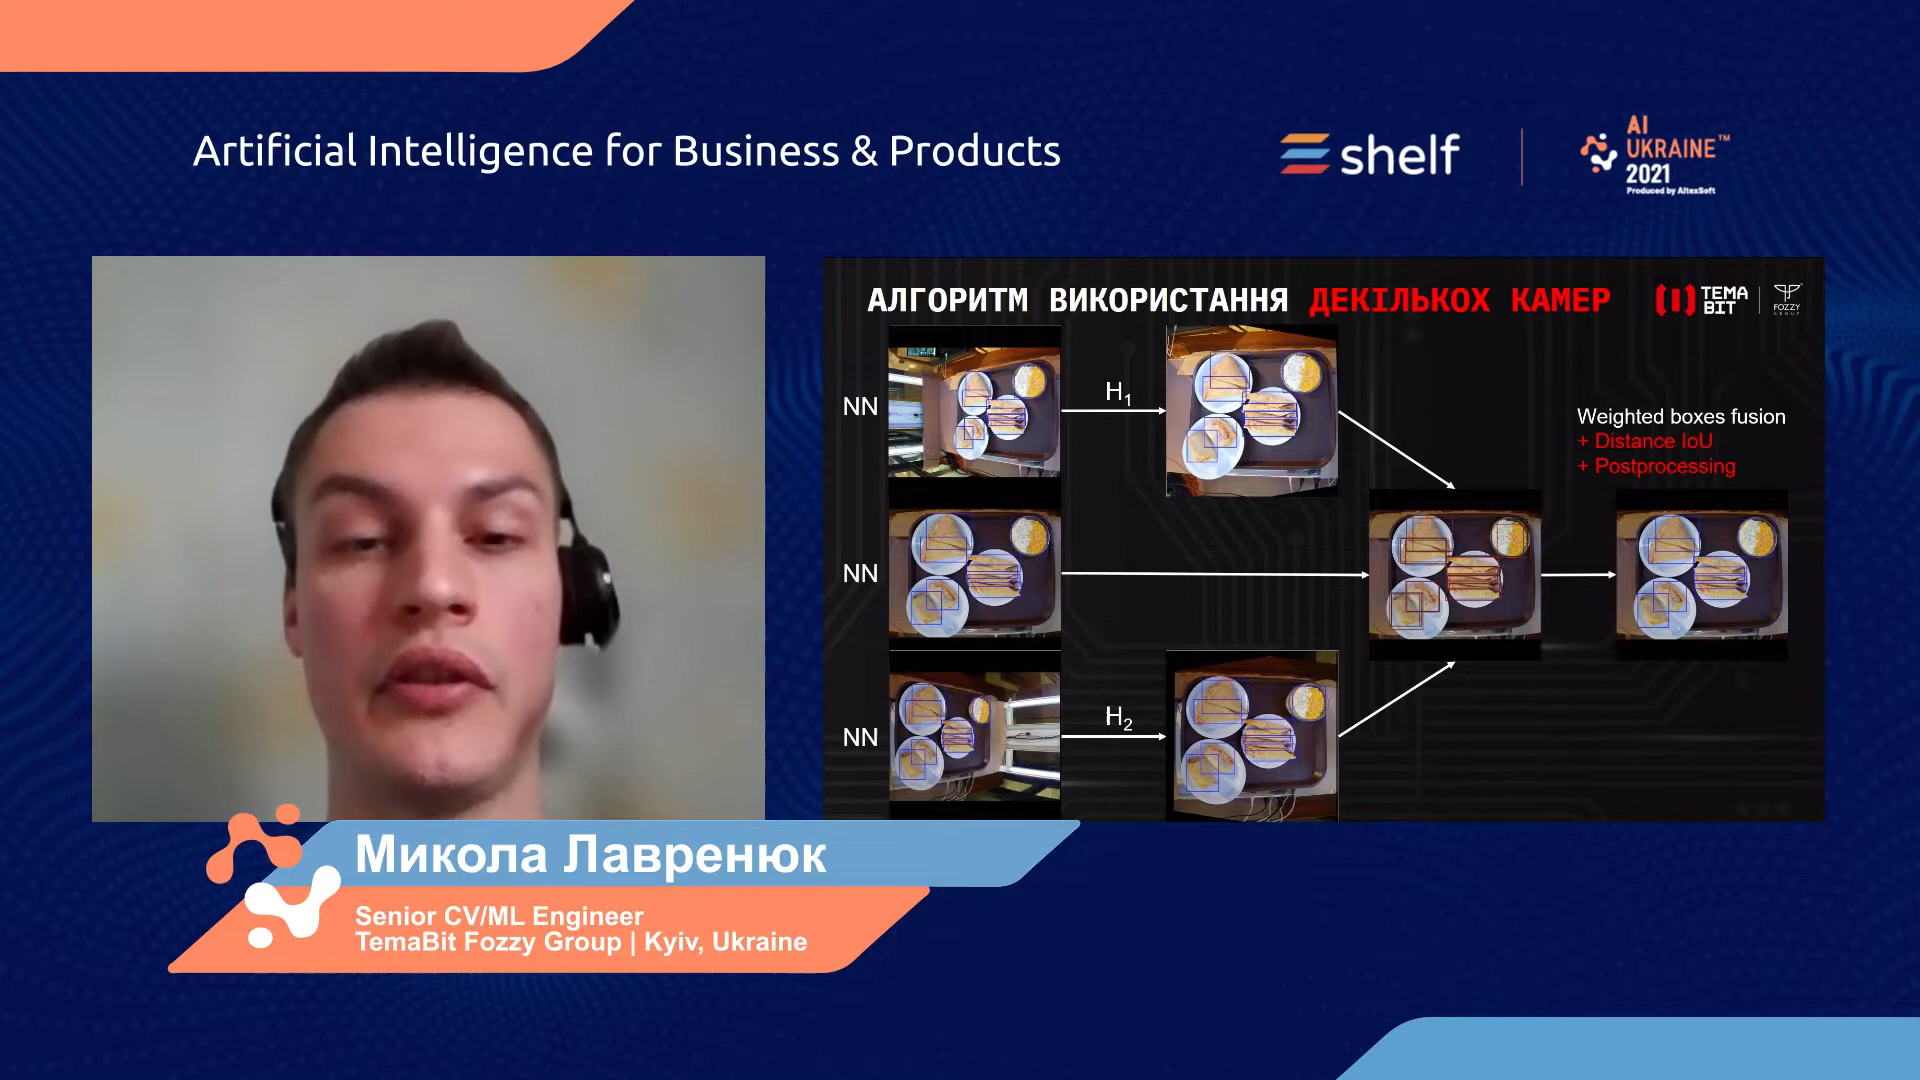 Artificial Intelligence for Business & Products
shelf
AI
UKRAINE™
2021
Produced by AltexSoft
АЛГОРИТМ ВИКОРИСТАННЯ ДЕКІЛЬКОХ КАМЕР
TEMA
BIT
FOZZY
GROUP
NN
H1
Weighted boxes fusion
+ Distance IoU
+ Postprocessing
NN
NN
H2
Микола Лавренюк
Senior CV/ML Engineer
TemaBit Fozzy Group | Kyiv, Ukraine